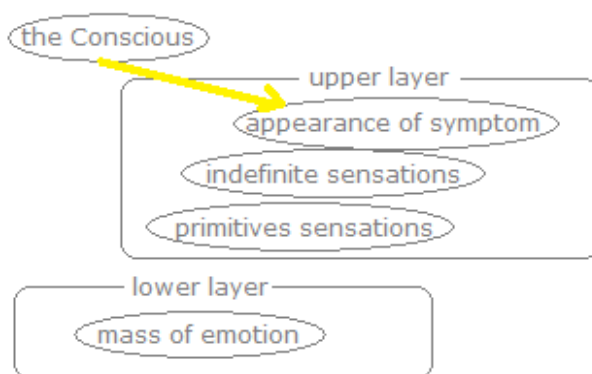 the Conscious
upper layer
appearance of symptom
indefinite sensations
primitives sensations
lower layer
mass of emotion